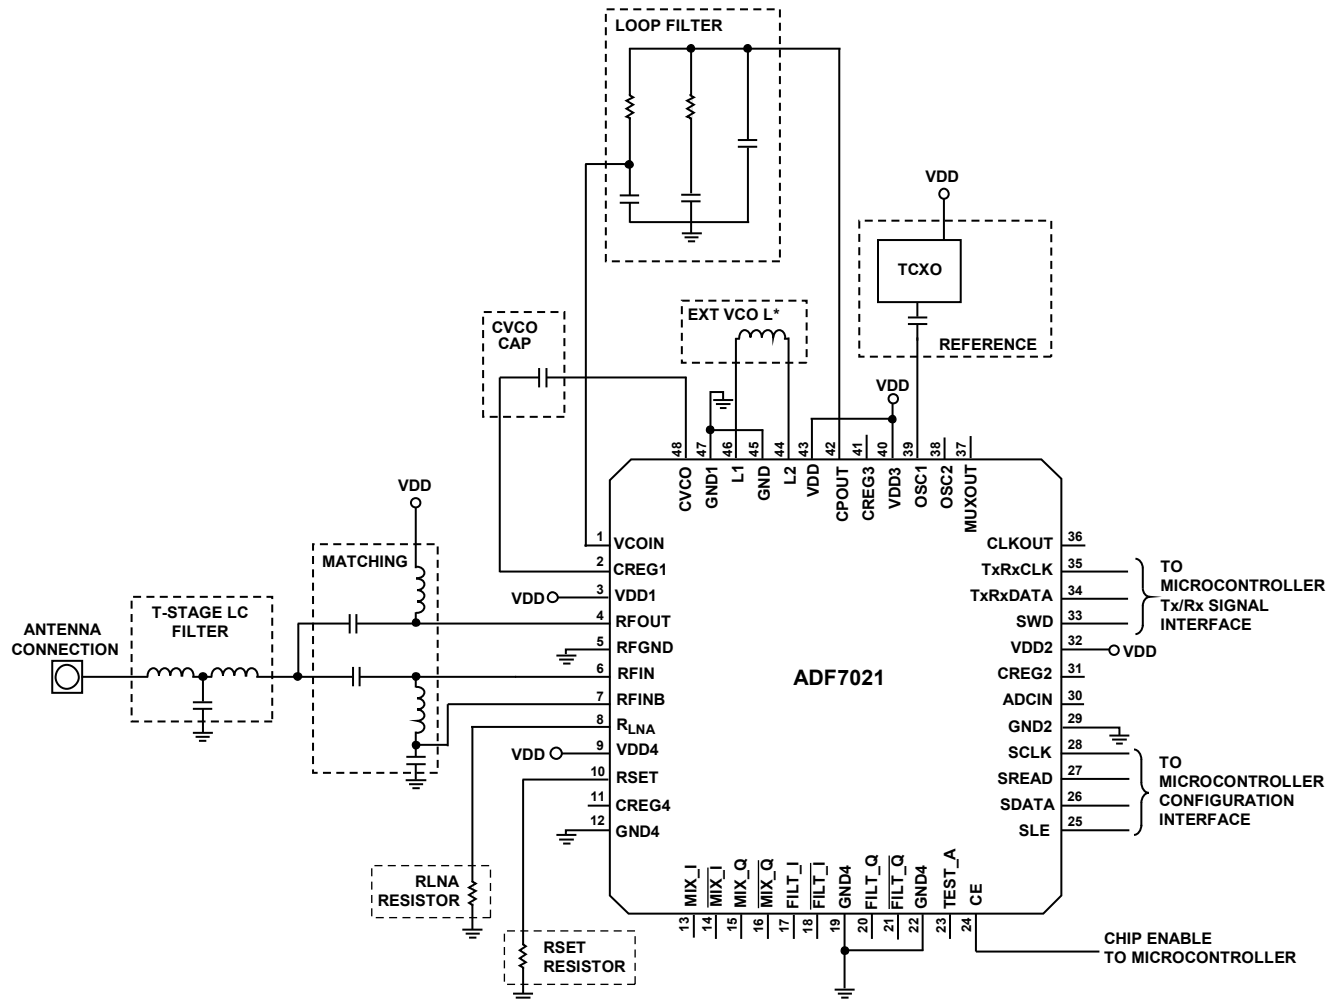 LOOP FILTER
VDD
TCXO
REFERENCE
EXT VCO L*
CVCO
CAP
VDD
48
47
46
45
44
43
42
41
40
39
38
37
CVCO
GND1
L1
GND
L2
VDD
CPOUT
CREG3
VDD3
OSC1
OSC2
MUXOUT
VDD
MATCHING
T-STAGE LC
FILTER
ANTENNA
CONNECTION
1 VCOIN
2 CREG1
VDD 3 VDD1
4 RFOUT
5 RFGND
6 RFIN
7 RFINB
8 RLNA
VDD 9 VDD4
10 RSET
11 CREG4
12 GND4
ADF7021
CLKOUT 36
TxRxCLK 35
TxRxDATA 34
SWD 33
VDD2 32 VDD
CREG2 31
ADCIN 30
GND2 29
SCLK 28
SREAD 27
SDATA 26
SLE 25
TO
MICROCONTROLLER
Tx/Rx SIGNAL
INTERFACE
TO
MICROCONTROLLER
CONFIGURATION
INTERFACE
MIX_I
MIX_I
MIX_Q
MIX_Q
FILT_I
FILT_I
GND4
FILT_Q
FILT_Q
GND4
TEST_A
CE
13
14
15
16
17
18
19
20
21
22
23
24
RLNA
RESISTOR
RSET
RESISTOR
CHIP ENABLE
TO MICROCONTROLLER